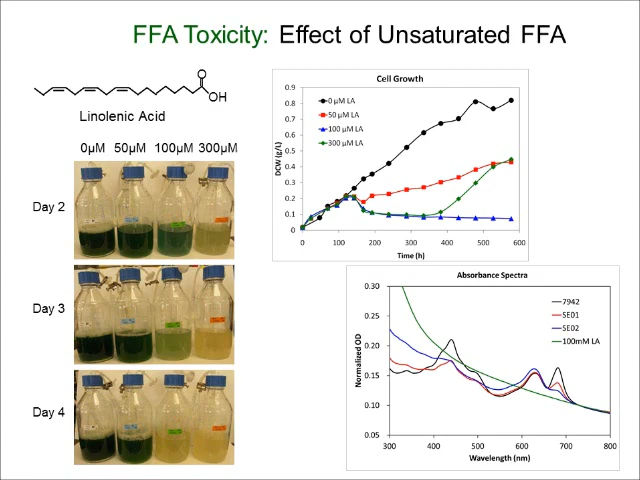 FFA Toxicity: Effect of Unsaturated FFA
O
OH
Linolenic Acid
0µM 50µM 100µM 300µM
Day 2
Day 3
Day 4
Cell Growth
0 µM LA
50 µM LA
100 µM LA
300 µM LA
DCW (g/L)
0.9
0.8
0.7
0.6
0.5
0.4
0.3
0.2
0.1
0
0 100 200 300 400 500 600
Time (h)
Absorbance Spectra
7942
SE01
SE02
100mM LA
Normalized OD
0.30
0.25
0.20
0.15
0.10
0.05
300 400 500 600 700 800
Wavelength (nm)